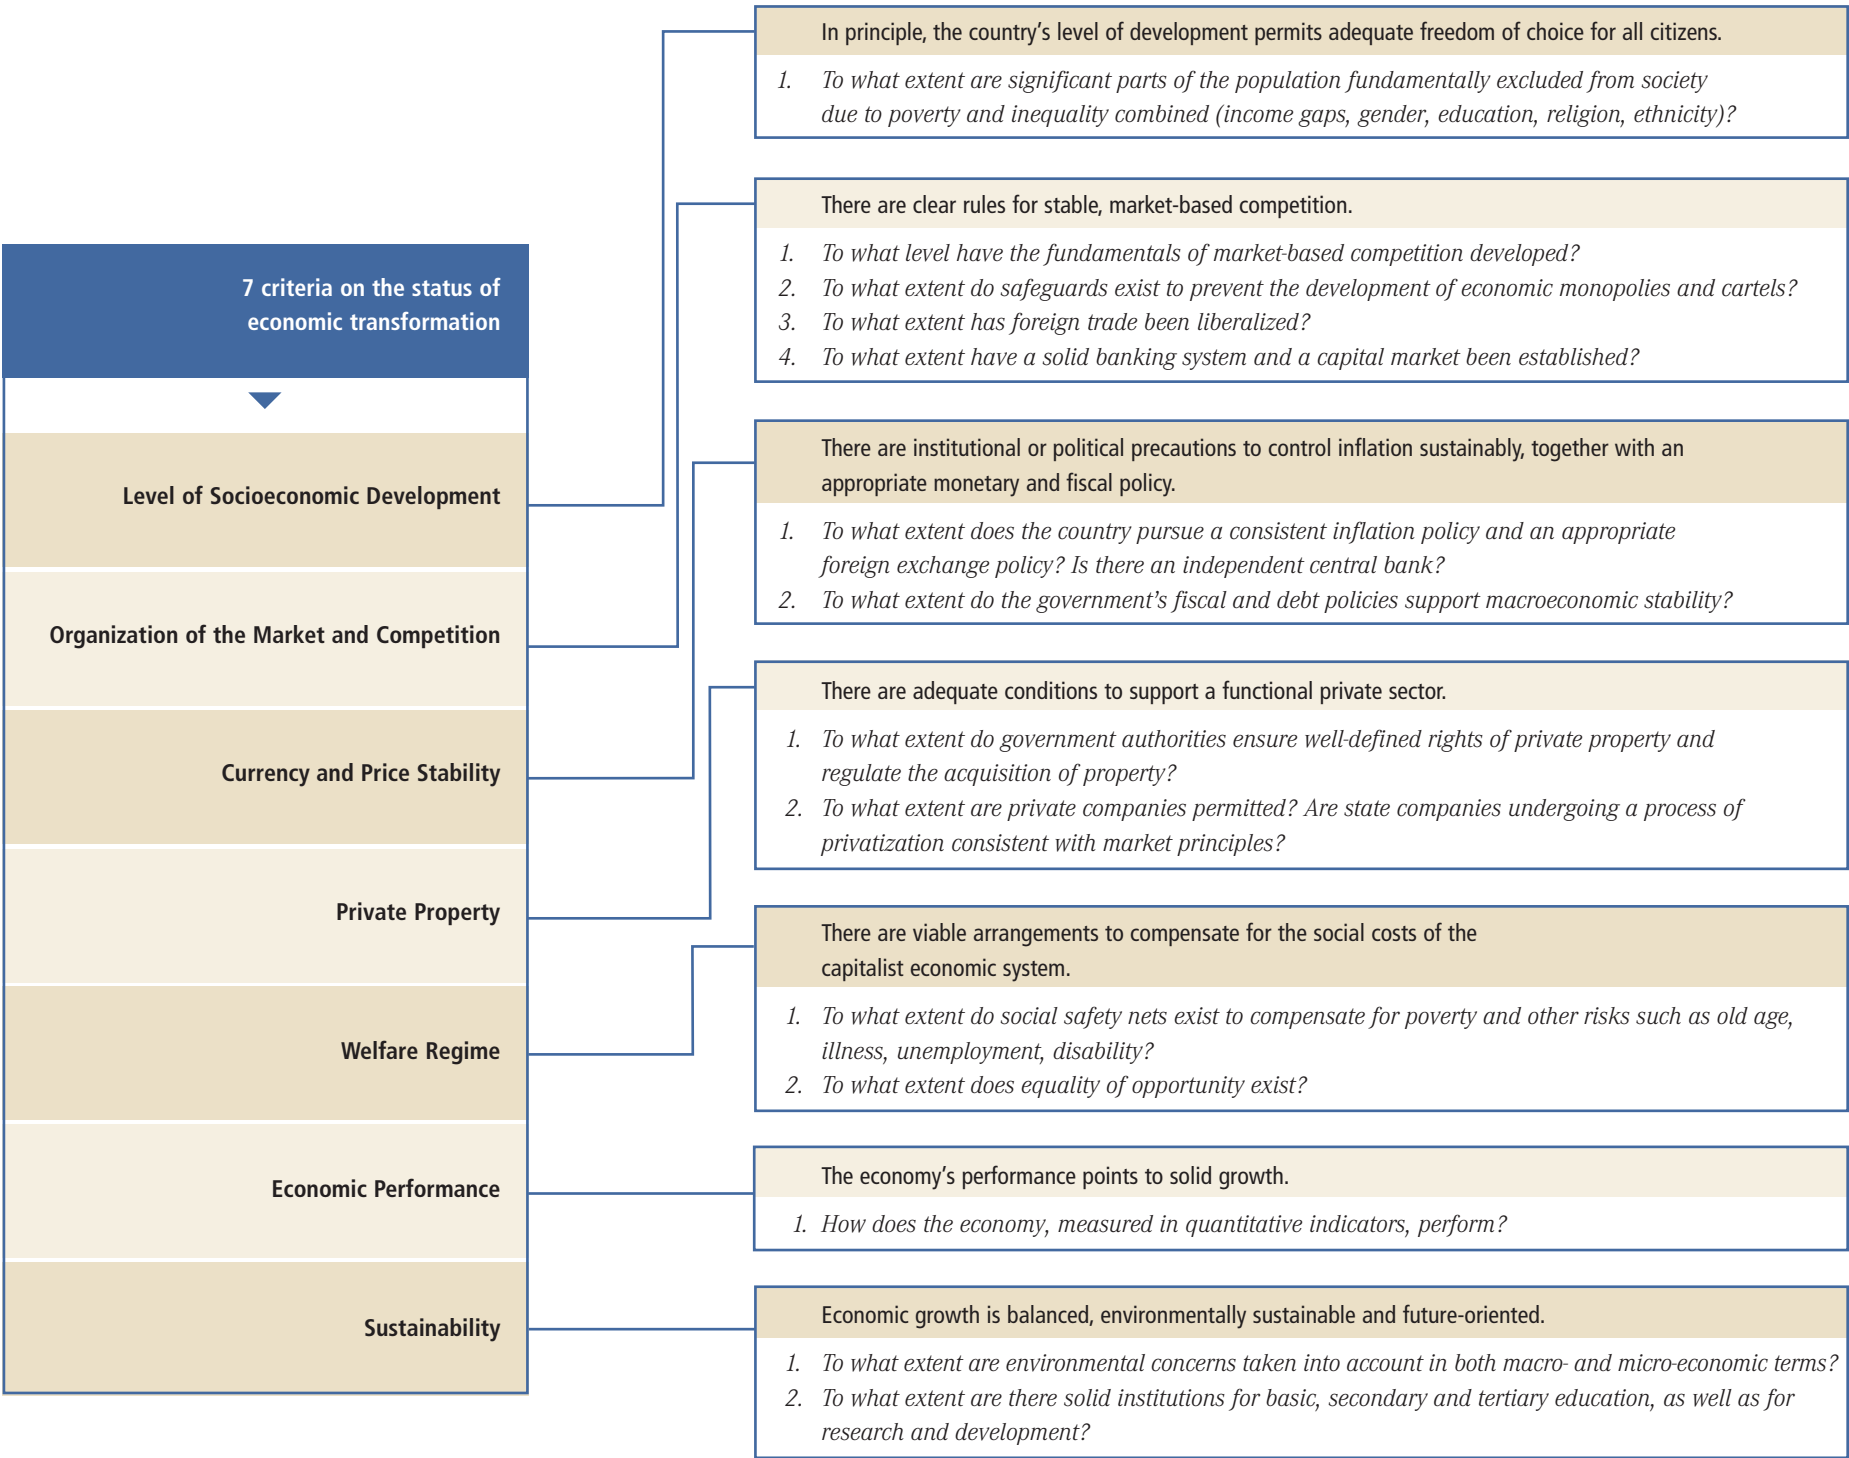 7 criteria on the status of
economic transformation
Level of Socioeconomic Development
Organization of the Market and Competition
Currency and Price Stability
Private Property
Welfare Regime
Economic Performance
Sustainability
In principle, the country’s level of development permits adequate freedom of choice for all citizens.
1. To what extent are significant parts of the population fundamentally excluded from society
due to poverty and inequality combined (income gaps, gender, education, religion, ethnicity)?
There are clear rules for stable, market-based competition.
1. To what level have the fundamentals of market-based competition developed?
2. To what extent do safeguards exist to prevent the development of economic monopolies and cartels?
3. To what extent has foreign trade been liberalized?
4. To what extent have a solid banking system and a capital market been established?
There are institutional or political precautions to control inflation sustainably, together with an
appropriate monetary and fiscal policy.
1. To what extent does the country pursue a consistent inflation policy and an appropriate
foreign exchange policy? Is there an independent central bank?
2. To what extent do the government’s fiscal and debt policies support macroeconomic stability?
There are adequate conditions to support a functional private sector.
1. To what extent do government authorities ensure well-defined rights of private property and
regulate the acquisition of property?
2. To what extent are private companies permitted? Are state companies undergoing a process of
privatization consistent with market principles?
There are viable arrangements to compensate for the social costs of the
capitalist economic system.
1. To what extent do social safety nets exist to compensate for poverty and other risks such as old age,
illness, unemployment, disability?
2. To what extent does equality of opportunity exist?
The economy’s performance points to solid growth.
1. How does the economy, measured in quantitative indicators, perform?
Economic growth is balanced, environmentally sustainable and future-oriented.
1. To what extent are environmental concerns taken into account in both macro- and micro-economic terms?
2. To what extent are there solid institutions for basic, secondary and tertiary education, as well as for
research and development?